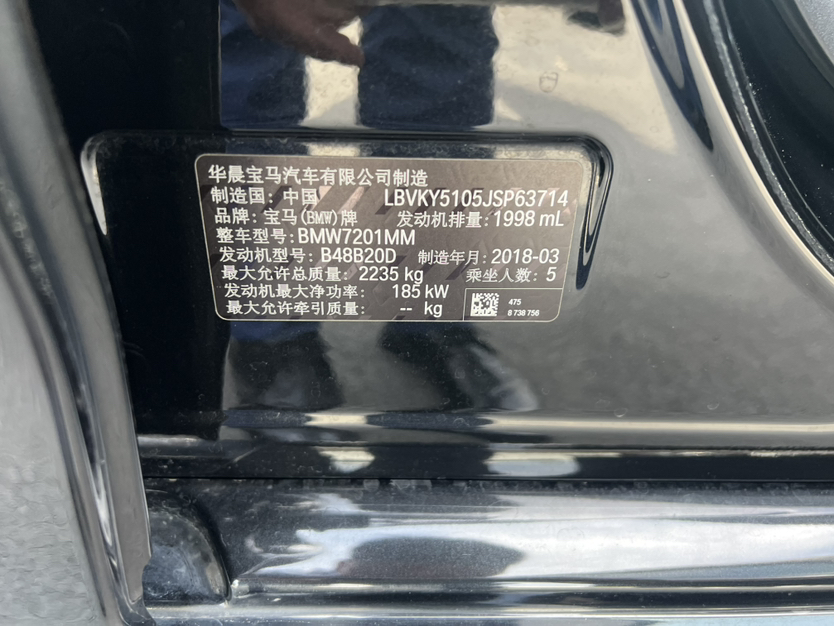 华晨宝马汽车有限公司制造
制造国: 中国 LBVKY5105JSP63714
品牌: 宝马(BMW)牌 发动机排量: 1998 mL
整车型号: BMW7201MM
发动机型号: B48B20D 制造年月: 2018-03
最大允许总质量: 2235 kg 乘坐人数: 5
发动机最大净功率: 185 kW
最大允许牵引质量: -- kg
475
8 738 756